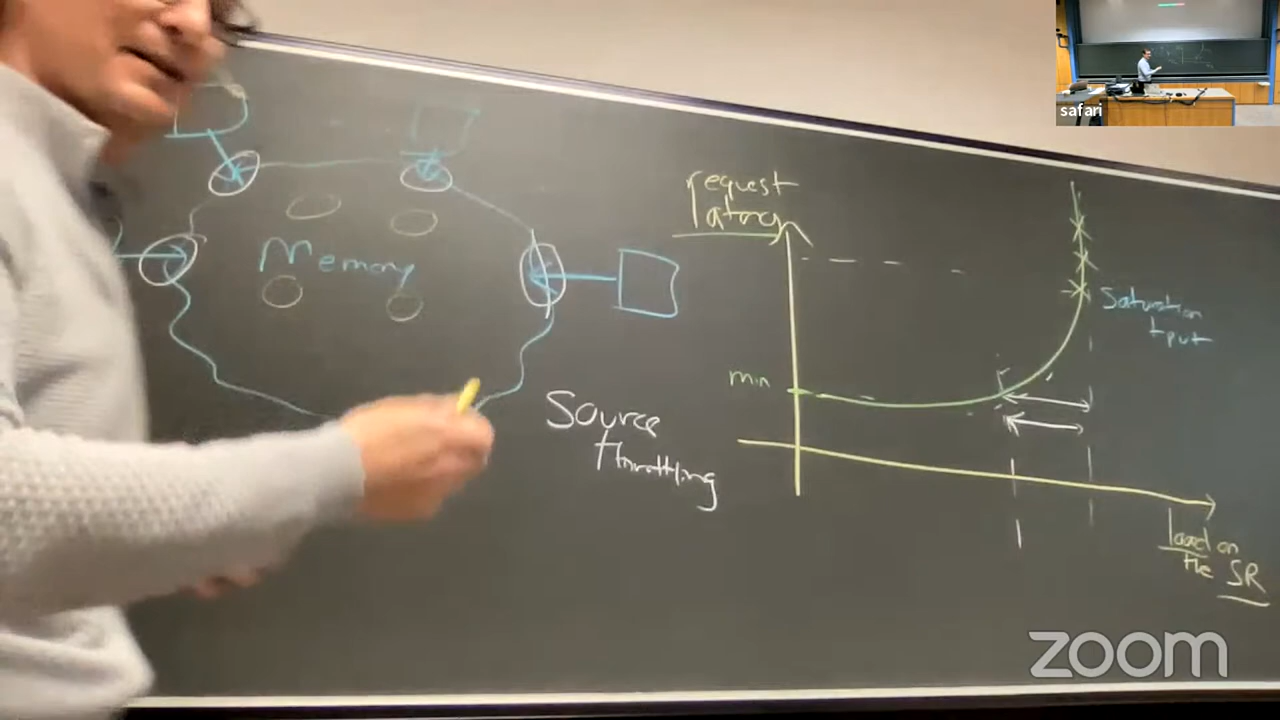 safari
Memory
request
latency
min
Saturation
tput
Source
throttling
load on
the SR
zoom